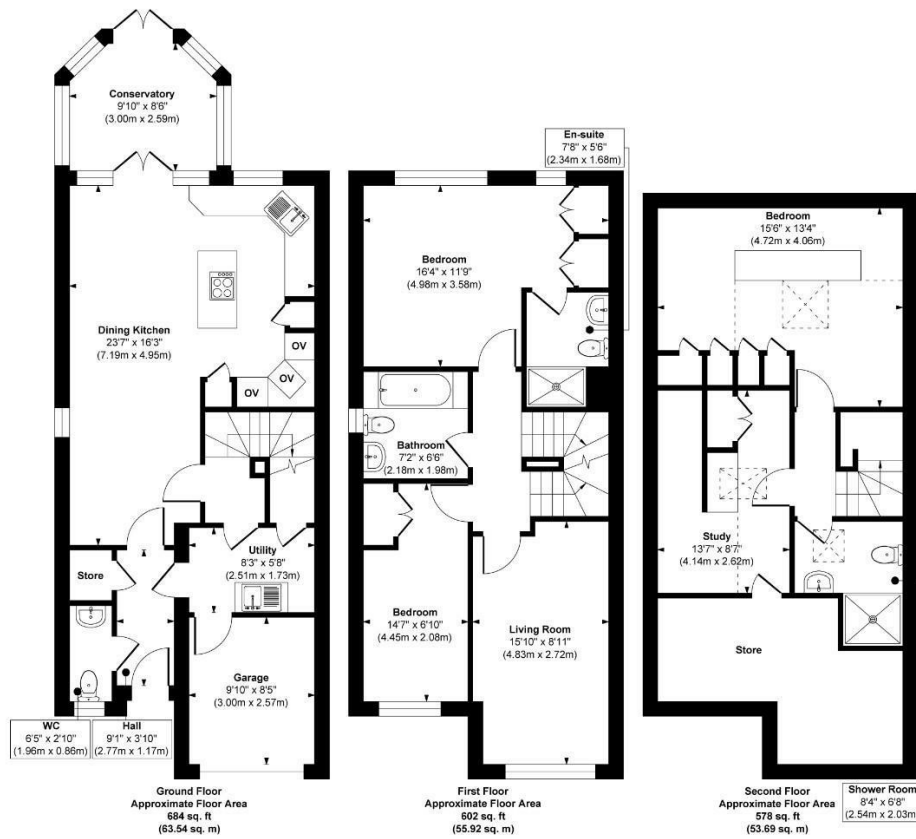 Conservatory
9'10" x 8'6"
(3.00m x 2.59m)
Dining Kitchen
23'7" x 16'3"
(7.19m x 4.95m)
OV
OV
OV
Utility
8'3" x 5'8"
(2.51m x 1.73m)
Store
Garage
9'10" x 8'5"
(3.00m x 2.57m)
WC
6'5" x 2'10"
(1.96m x 0.86m)
Hall
9'1" x 3'10"
(2.77m x 1.17m)
Ground Floor
Approximate Floor Area
684 sq. ft
(63.54 sq. m)
En-suite
7'8" x 5'6"
(2.34m x 1.68m)
Bedroom
16'4" x 11'9"
(4.98m x 3.58m)
Bathroom
7'2" x 6'6"
(2.18m x 1.98m)
Bedroom
14'7" x 6'10"
(4.45m x 2.08m)
Living Room
15'10" x 8'11"
(4.83m x 2.72m)
First Floor
Approximate Floor Area
602 sq. ft
(55.92 sq. m)
Bedroom
15'6" x 13'4"
(4.72m x 4.06m)
Study
13'7" x 8'7"
(4.14m x 2.62m)
Store
Second Floor
Approximate Floor Area
578 sq. ft
(53.69 sq. m)
Shower Room
8'4" x 6'8"
(2.54m x 2.03m)